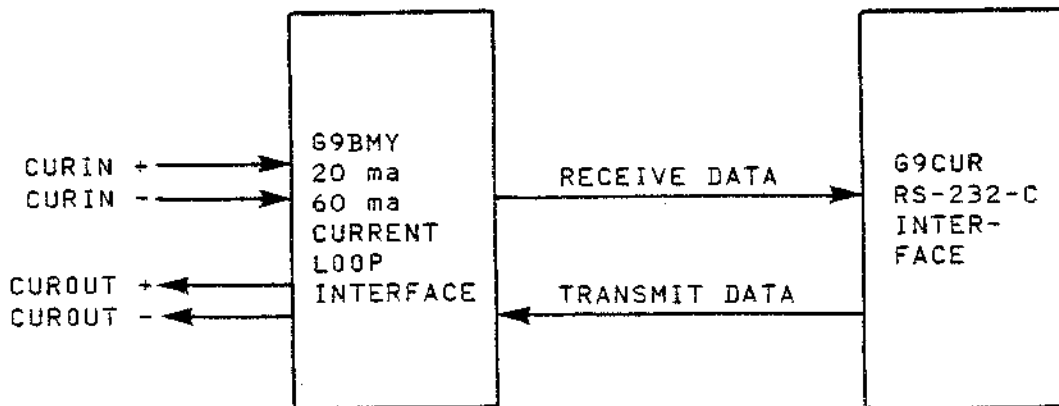 CURIN +
CURIN -
CUROUT +
CUROUT -
G9BMY
20 ma
60 ma
CURRENT
LOOP
INTERFACE
RECEIVE DATA
TRANSMIT DATA
G9CUR
RS-232-C
INTER-
FACE